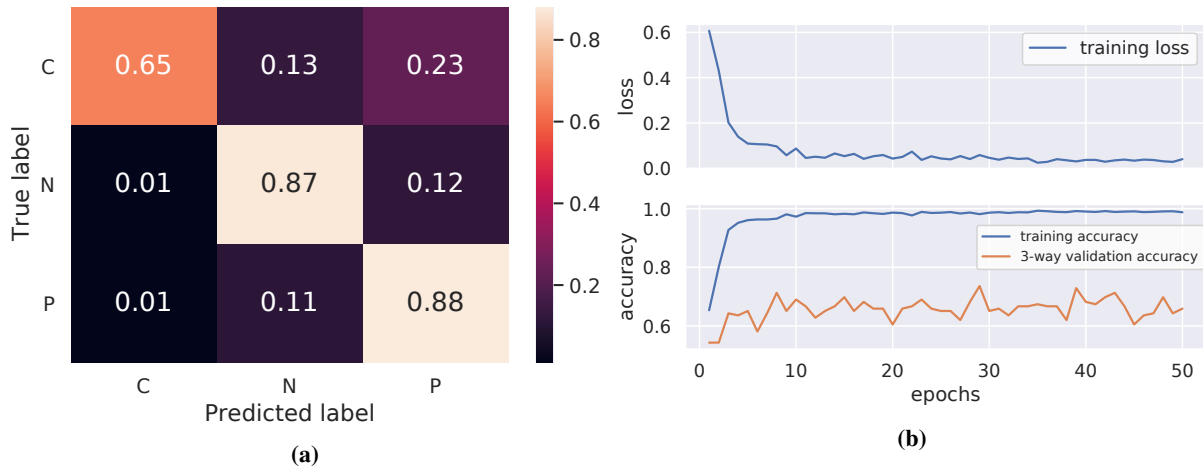 C
0.65 0.13 0.23
N
0.01 0.87 0.12
P
0.01 0.11 0.88
C N P
Predicted label
True label
0.8
0.6
0.4
0.2
(a)
0.6
0.4
0.2
0.0
loss
training loss
1.0
0.8
0.6
accuracy
training accuracy
3-way validation accuracy
0 10 20 30 40 50
epochs
(b)